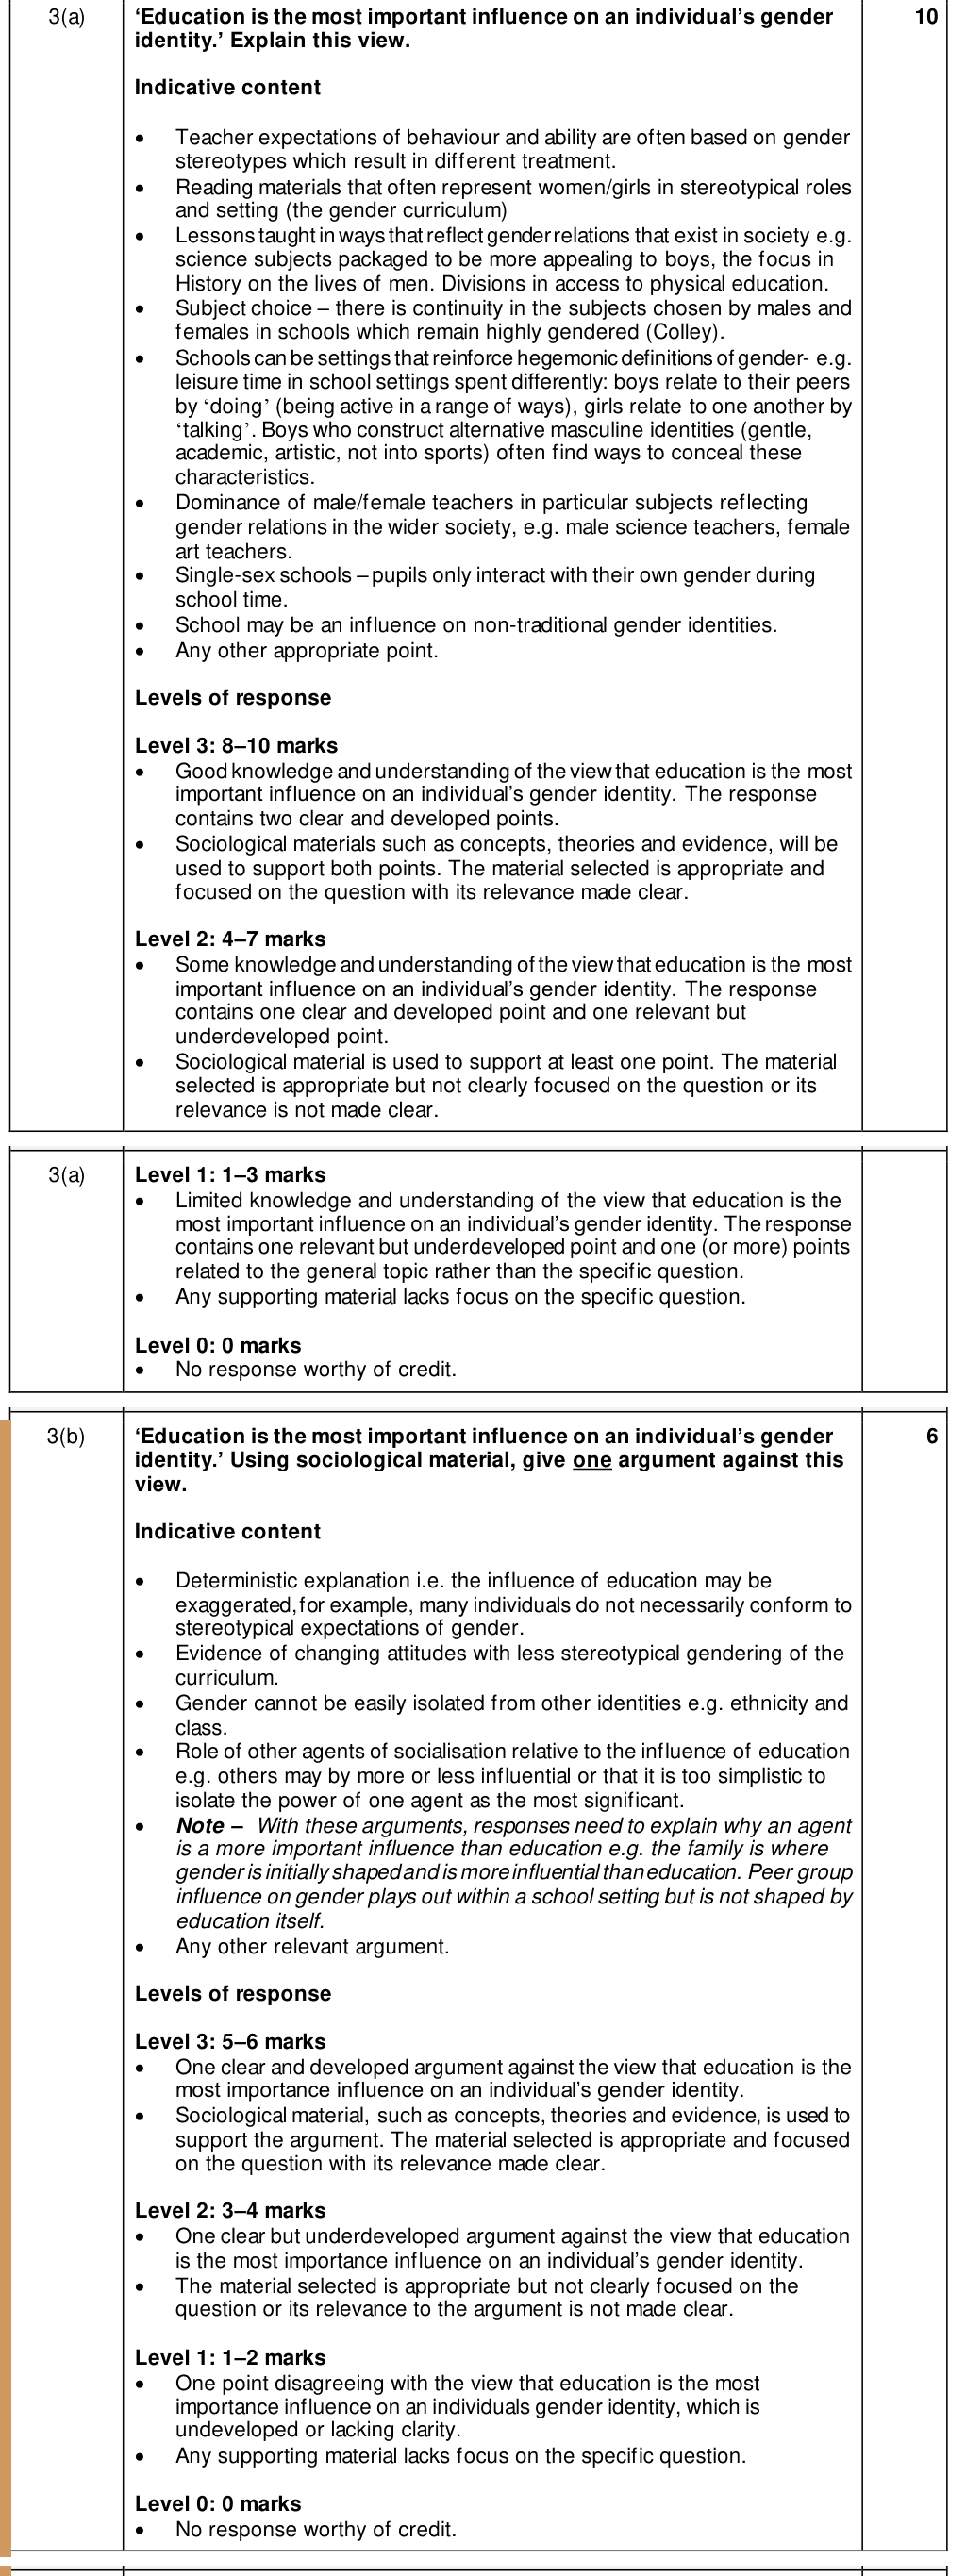 3(a) ‘Education is the most important influence on an individual’s gender 10
identity.’ Explain this view.
Indicative content
• Teacher expectations of behaviour and ability are often based on gender
stereotypes which result in different treatment.
• Reading materials that often represent women/girls in stereotypical roles
and setting (the gender curriculum)
• Lessons taught in ways that reflect gender relations that exist in society e.g.
science subjects packaged to be more appealing to boys, the focus in
History on the lives of men. Divisions in access to physical education.
• Subject choice – there is continuity in the subjects chosen by males and
females in schools which remain highly gendered (Colley).
• Schools can be settings that reinforce hegemonic definitions of gender- e.g.
leisure time in school settings spent differently: boys relate to their peers
by ‘doing’ (being active in a range of ways), girls relate to one another by
‘talking’. Boys who construct alternative masculine identities (gentle,
academic, artistic, not into sports) often find ways to conceal these
characteristics.
• Dominance of male/female teachers in particular subjects reflecting
gender relations in the wider society, e.g. male science teachers, female
art teachers.
• Single-sex schools – pupils only interact with their own gender during
school time.
• School may be an influence on non-traditional gender identities.
• Any other appropriate point.
Levels of response
Level 3: 8–10 marks
• Good knowledge and understanding of the view that education is the most
important influence on an individual’s gender identity. The response
contains two clear and developed points.
• Sociological materials such as concepts, theories and evidence, will be
used to support both points. The material selected is appropriate and
focused on the question with its relevance made clear.
Level 2: 4–7 marks
• Some knowledge and understanding of the view that education is the most
important influence on an individual’s gender identity. The response
contains one clear and developed point and one relevant but
underdeveloped point.
• Sociological material is used to support at least one point. The material
selected is appropriate but not clearly focused on the question or its
relevance is not made clear.
3(a) Level 1: 1–3 marks
• Limited knowledge and understanding of the view that education is the
most important influence on an individual’s gender identity. The response
contains one relevant but underdeveloped point and one (or more) points
related to the general topic rather than the specific question.
• Any supporting material lacks focus on the specific question.
Level 0: 0 marks
• No response worthy of credit.
3(b) ‘Education is the most important influence on an individual’s gender 6
identity.’ Using sociological material, give one argument against this
view.
Indicative content
• Deterministic explanation i.e. the influence of education may be
exaggerated, for example, many individuals do not necessarily conform to
stereotypical expectations of gender.
• Evidence of changing attitudes with less stereotypical gendering of the
curriculum.
• Gender cannot be easily isolated from other identities e.g. ethnicity and
class.
• Role of other agents of socialisation relative to the influence of education
e.g. others may by more or less influential or that it is too simplistic to
isolate the power of one agent as the most significant.
• Note – With these arguments, responses need to explain why an agent
is a more important influence than education e.g. the family is where
gender is initially shaped and is more influential than education. Peer group
influence on gender plays out within a school setting but is not shaped by
education itself.
• Any other relevant argument.
Levels of response
Level 3: 5–6 marks
• One clear and developed argument against the view that education is the
most importance influence on an individual’s gender identity.
• Sociological material, such as concepts, theories and evidence, is used to
support the argument. The material selected is appropriate and focused
on the question with its relevance made clear.
Level 2: 3–4 marks
• One clear but underdeveloped argument against the view that education
is the most importance influence on an individual’s gender identity.
• The material selected is appropriate but not clearly focused on the
question or its relevance to the argument is not made clear.
Level 1: 1–2 marks
• One point disagreeing with the view that education is the most
importance influence on an individuals gender identity, which is
undeveloped or lacking clarity.
• Any supporting material lacks focus on the specific question.
Level 0: 0 marks
• No response worthy of credit.